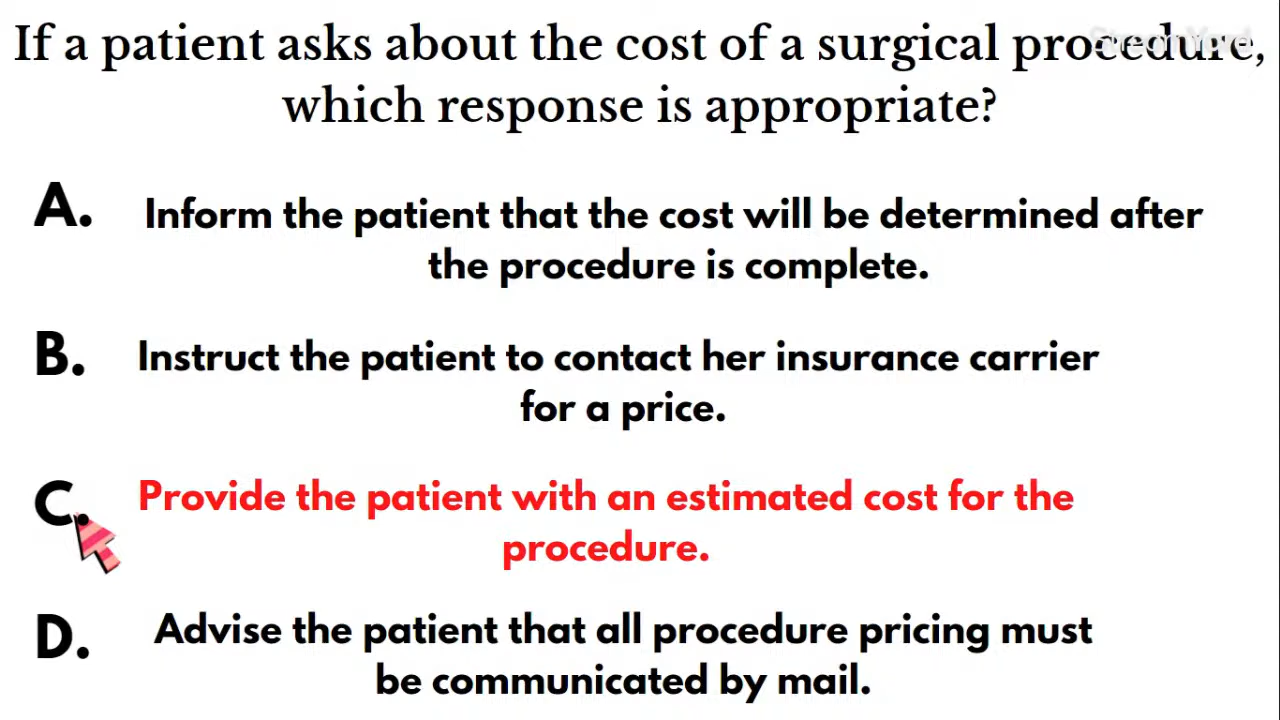 If a patient asks about the cost of a surgical procedure,
which response is appropriate?
StreamYard
A. Inform the patient that the cost will be determined after
the procedure is complete.
B. Instruct the patient to contact her insurance carrier
for a price.
C. Provide the patient with an estimated cost for the
procedure.
D. Advise the patient that all procedure pricing must
be communicated by mail.